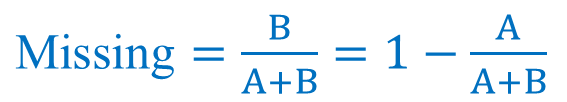 Missing = B/(A+B) = 1 − A/(A+B)